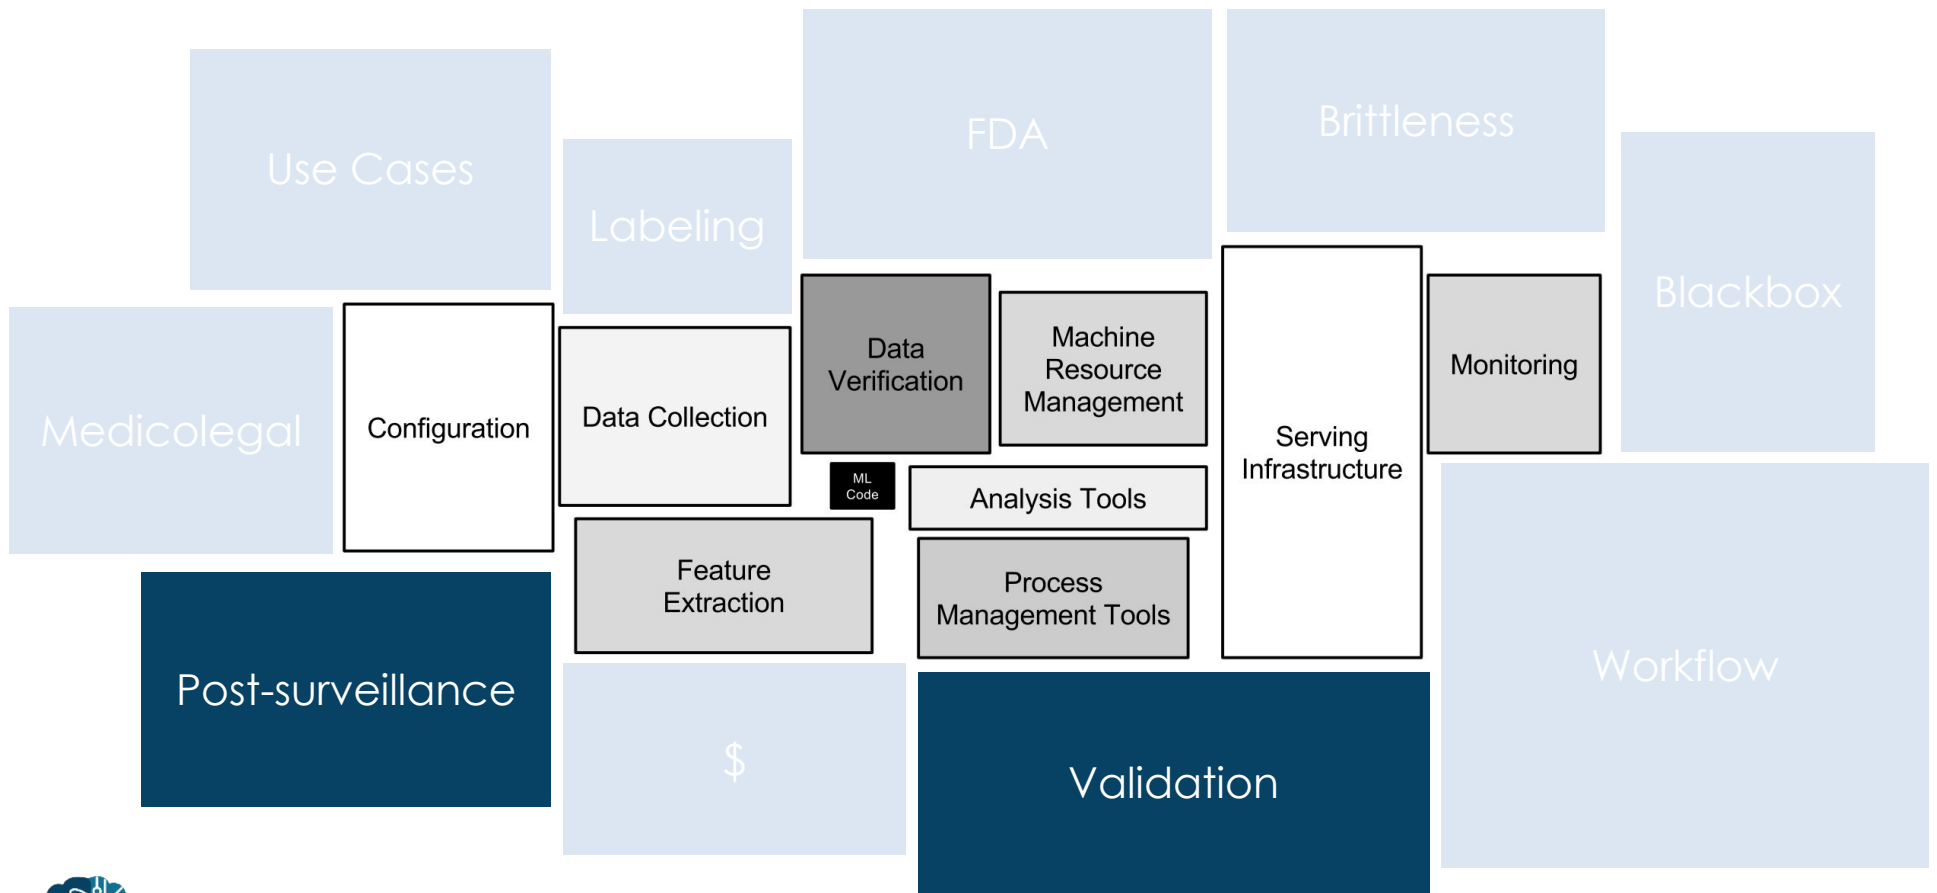 Use Cases
Labeling
FDA
Brittleness
Blackbox
Medicolegal
Configuration
Data Collection
Data
Verification
Machine
Resource
Management
Serving
Infrastructure
Monitoring
ML
Code
Analysis Tools
Feature
Extraction
Process
Management Tools
Post-surveillance
$
Validation
Workflow